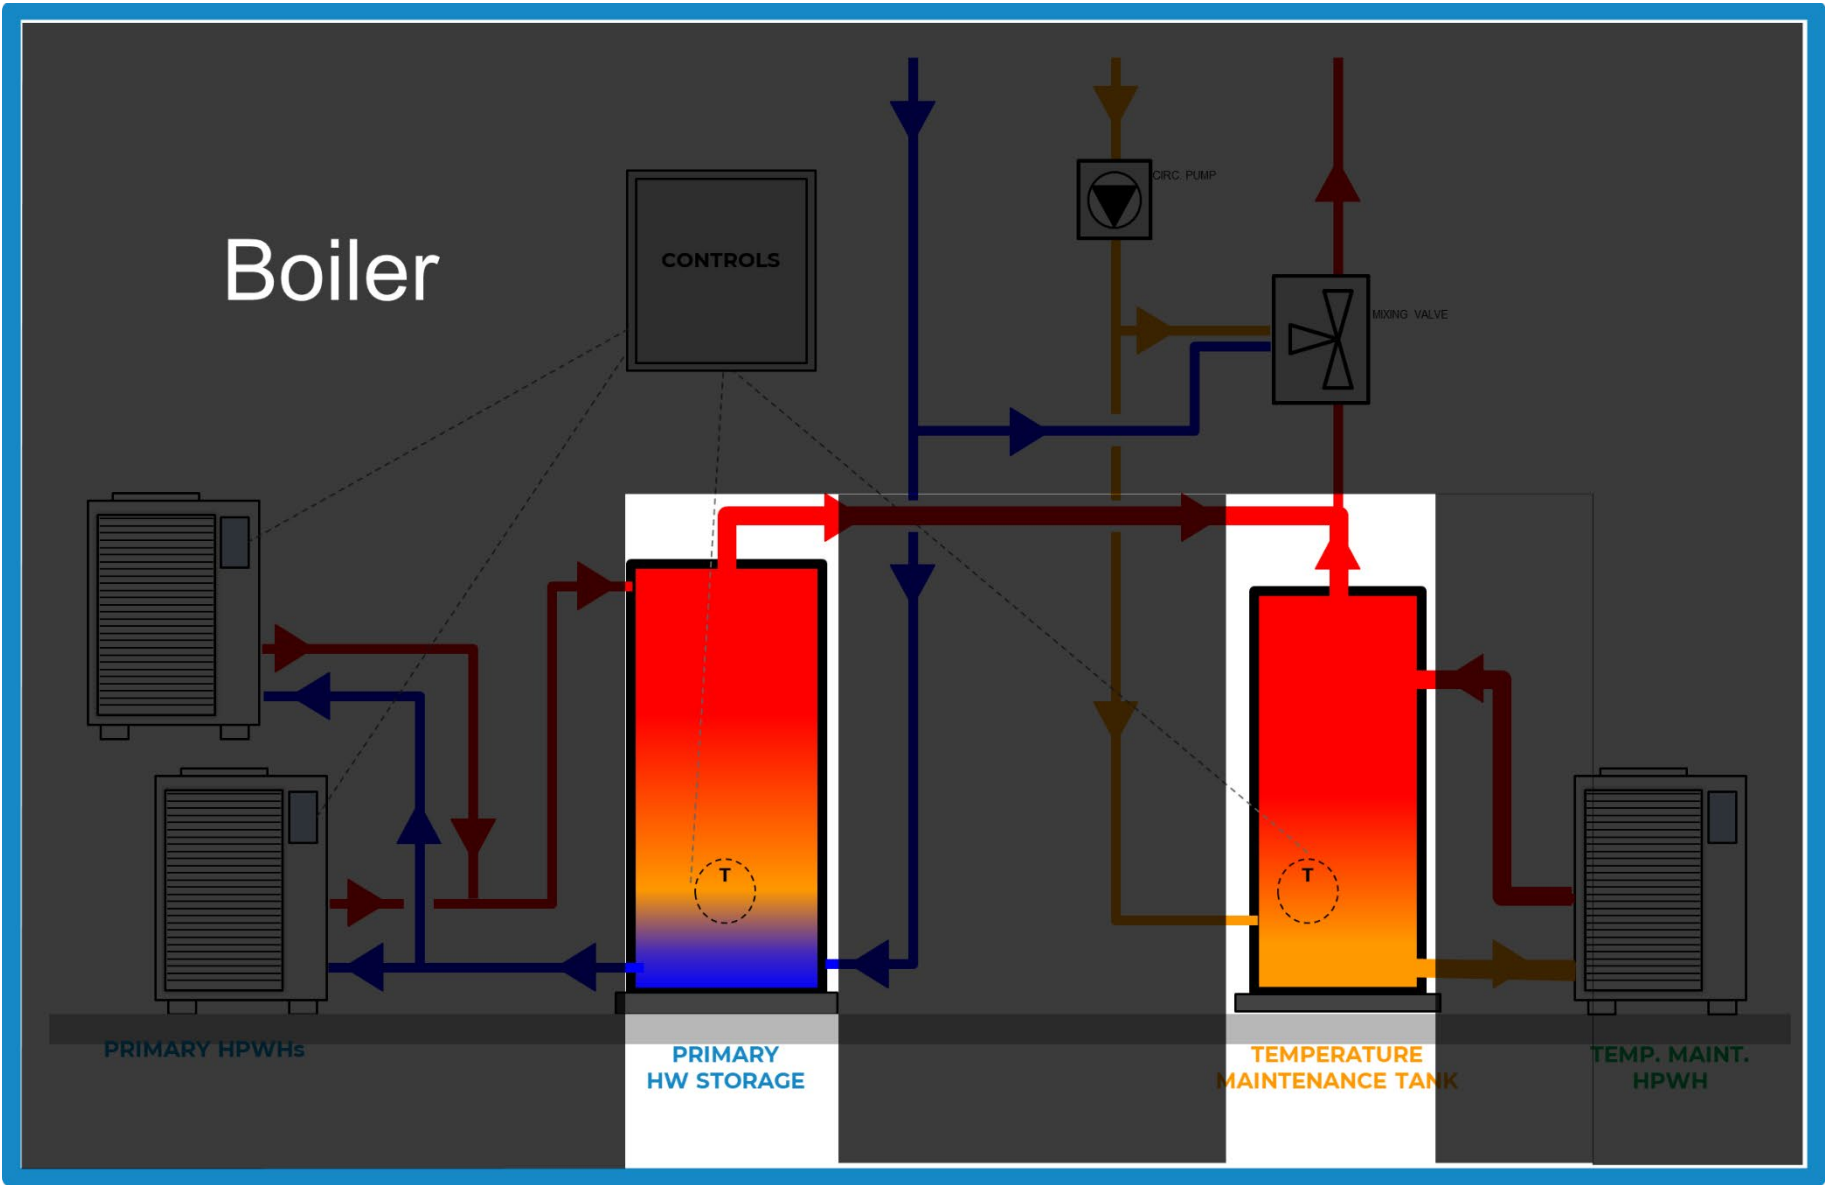 CIRC. PUMP
Boiler
CONTROLS
MIXING VALVE
T
T
PRIMARY HPWHs
PRIMARY
HW STORAGE
TEMPERATURE
MAINTENANCE TANK
TEMP. MAINT.
HPWH